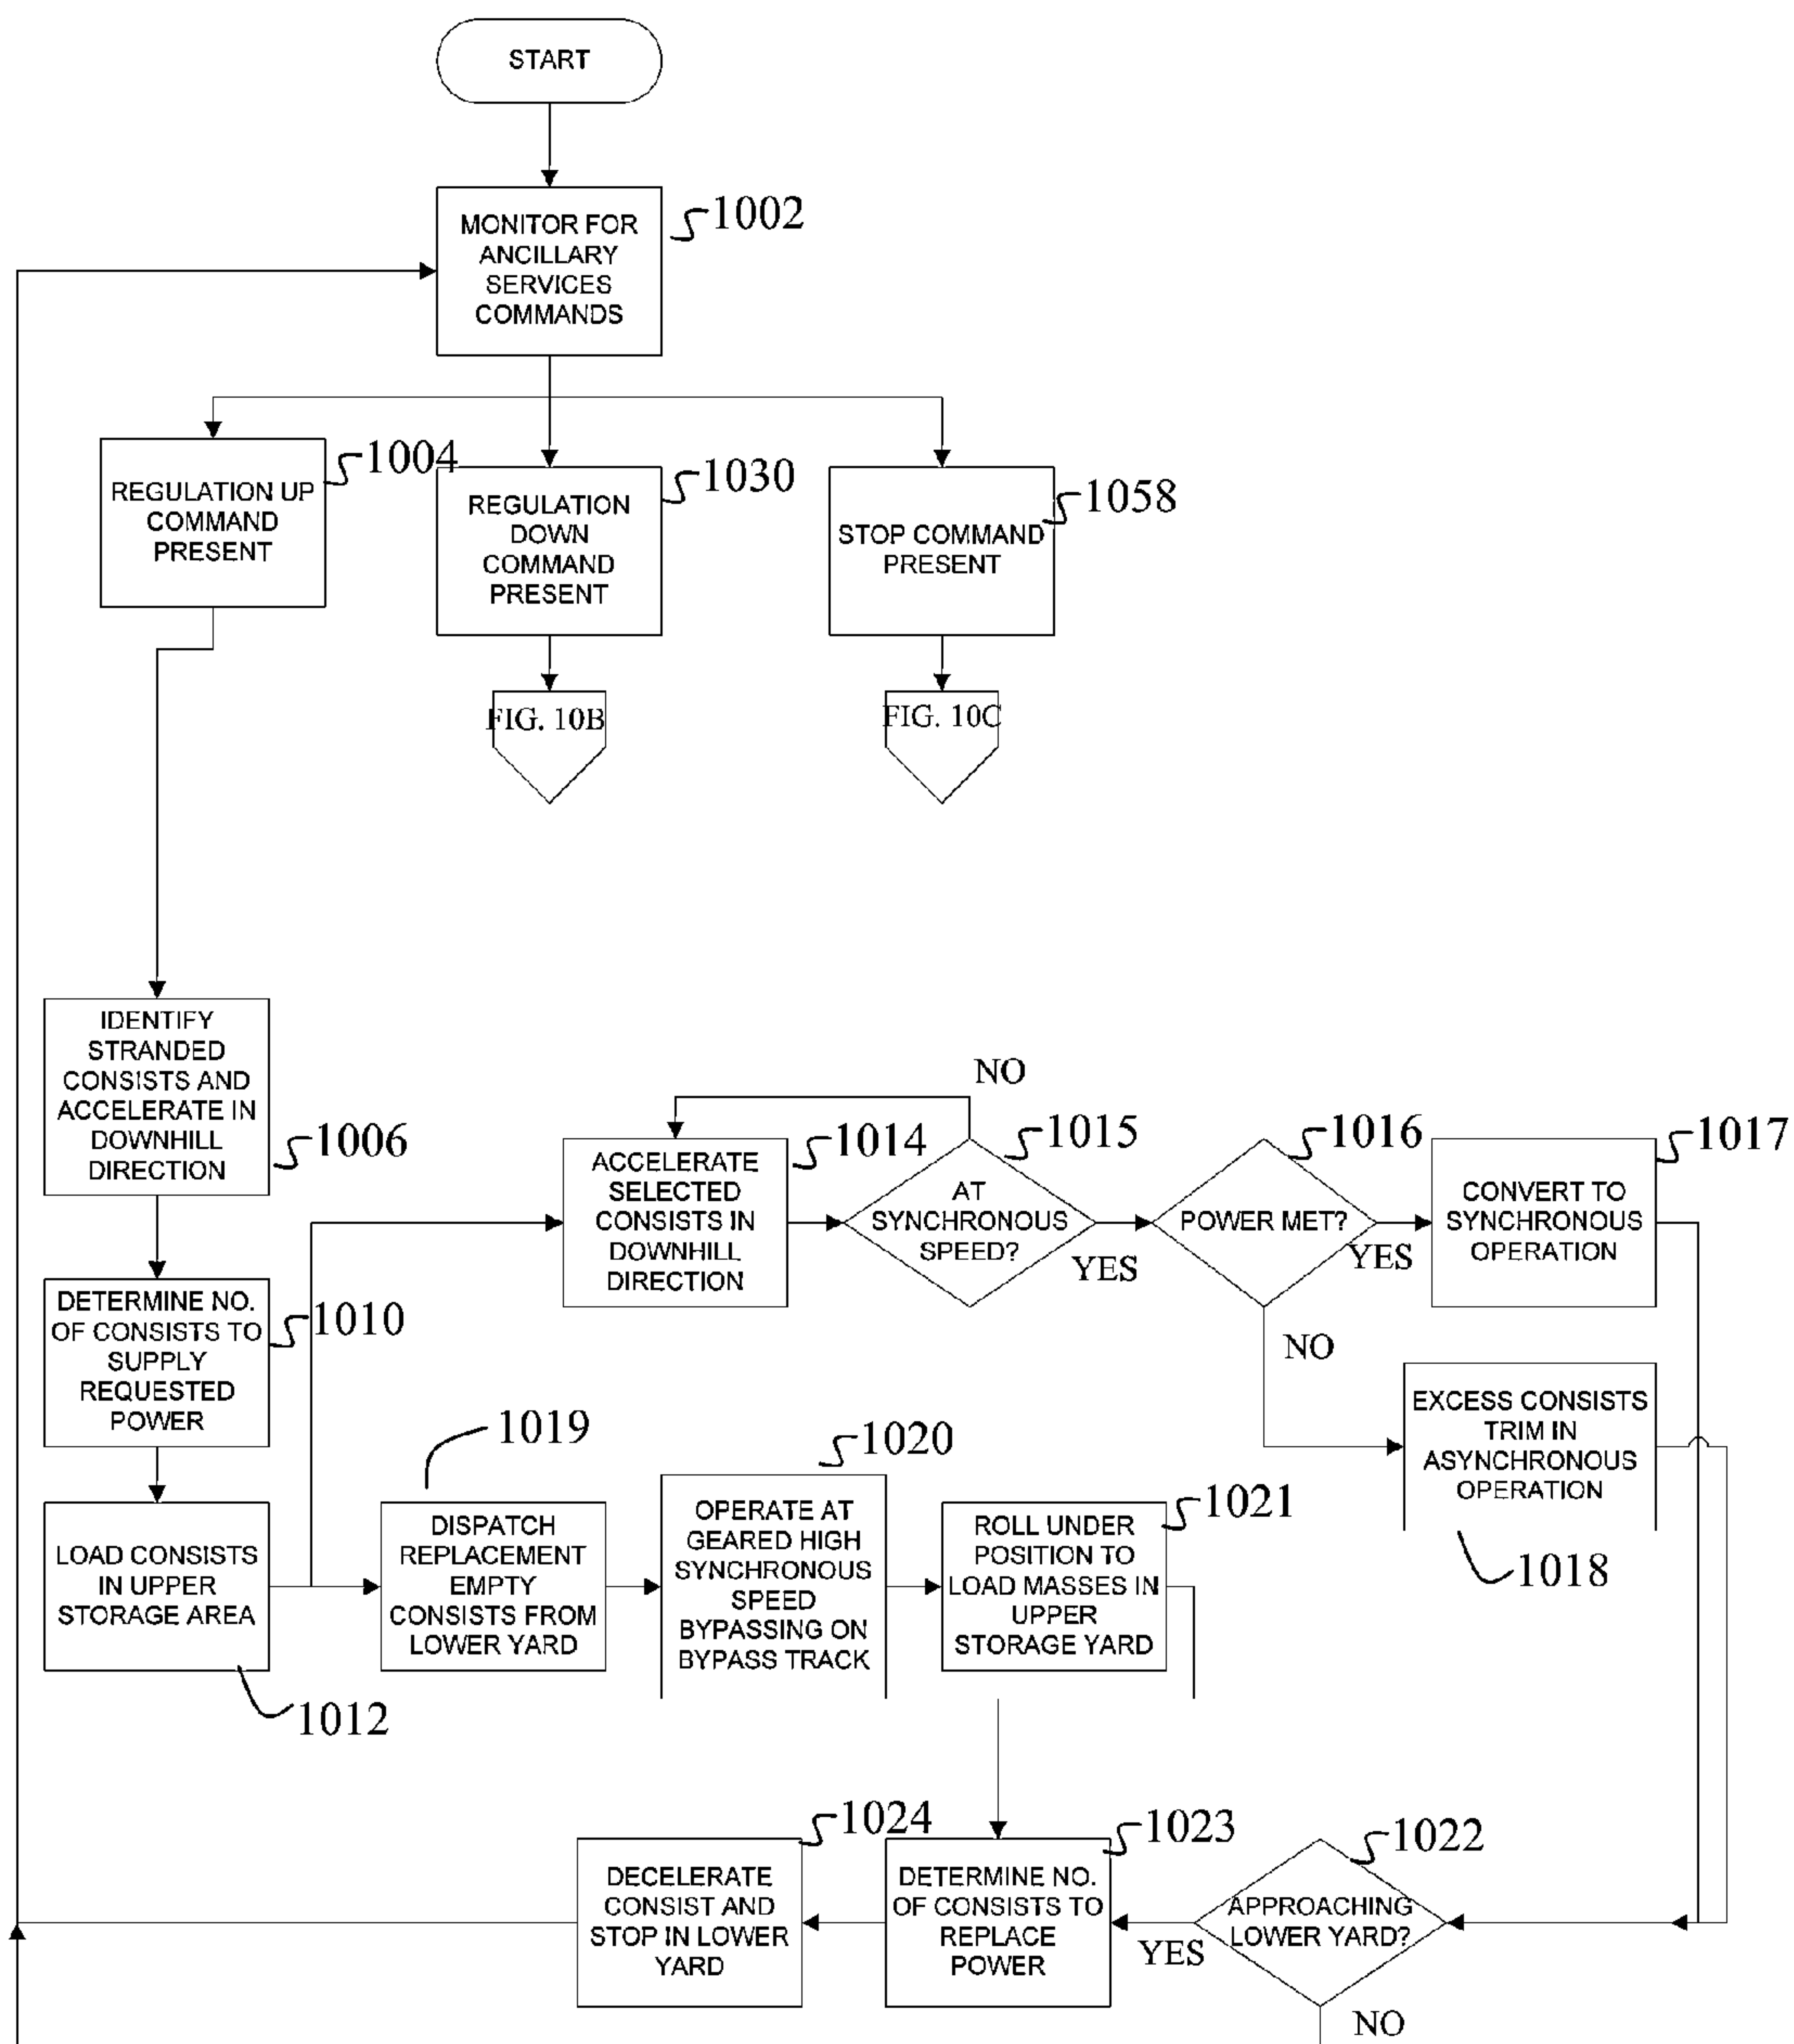 START
MONITOR FOR
ANCILLARY
SERVICES
COMMANDS
1002
REGULATION UP
COMMAND
PRESENT
1004
REGULATION
DOWN
COMMAND
PRESENT
1030
STOP COMMAND
PRESENT
1058
FIG. 10B
FIG. 10C
IDENTIFY
STRANDED
CONSISTS AND
ACCELERATE IN
DOWNHILL
DIRECTION
1006
DETERMINE NO.
OF CONSISTS TO
SUPPLY
REQUESTED
POWER
1010
LOAD CONSISTS
IN UPPER
STORAGE AREA
1012
NO
ACCELERATE
SELECTED
CONSISTS IN
DOWNHILL
DIRECTION
1014
AT
SYNCHRONOUS
SPEED?
1015
YES
POWER MET?
1016
YES
NO
CONVERT TO
SYNCHRONOUS
OPERATION
1017
EXCESS CONSISTS
TRIM IN
ASYNCHRONOUS
OPERATION
1018
1019
DISPATCH
REPLACEMENT
EMPTY
CONSISTS FROM
LOWER YARD
1020
OPERATE AT
GEARED HIGH
SYNCHRONOUS
SPEED
BYPASSING ON
BYPASS TRACK
1021
ROLL UNDER
POSITION TO
LOAD MASSES IN
UPPER
STORAGE YARD
1024
DECELERATE
CONSIST AND
STOP IN LOWER
YARD
1023
DETERMINE NO.
OF CONSISTS TO
REPLACE
POWER
1022
APPROACHING
LOWER YARD?
YES
NO